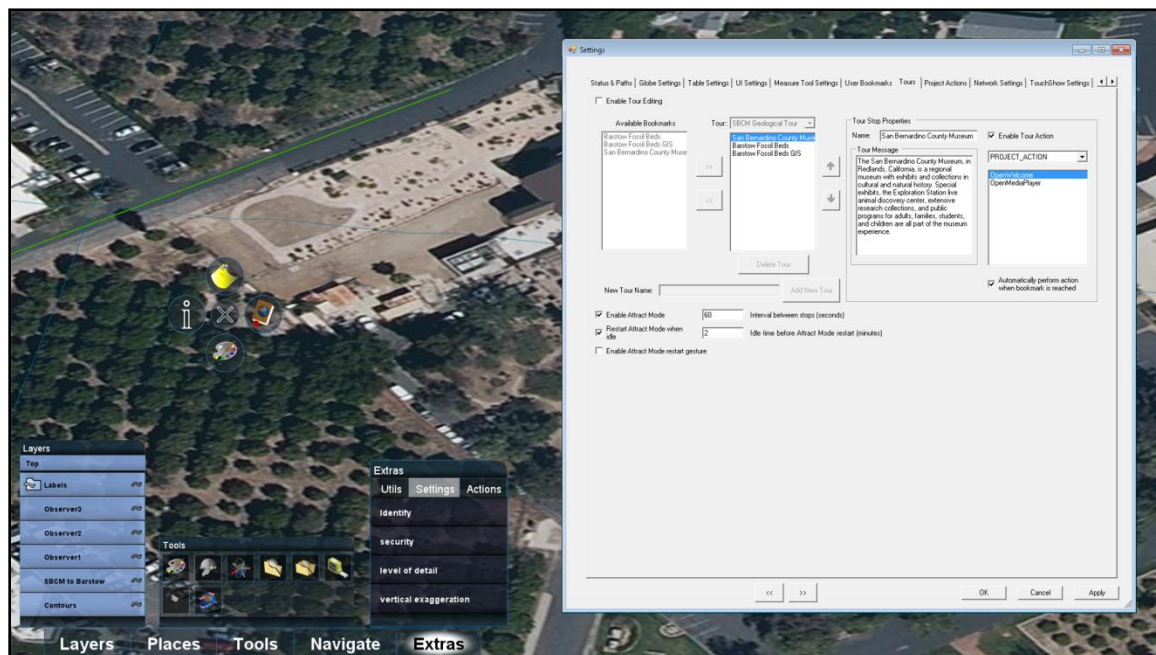 Settings
Status & Paths
Globe Settings
Table Settings
UI Settings
Measure Tool Settings
User Bookmarks
Tours
Project Actions
Network Settings
TouchShow Settings
Enable Tour Editing
Available Bookmarks
Barstow Fossil Beds
Barstow Fossil Beds GIS
San Bernardino County Muse
Tour:
SBCM Geological Tour
San Bernardino County Muse
Barstow Fossil Beds
Barstow Fossil Beds GIS
>>
<<
Delete Tour
New Tour Name:
Add New Tour
Tour Stop Properties
Name:
San Bernardino County Museum
Enable Tour Action
Tour Message
The San Bernardino County Museum, in
Redlands, California, is a regional
museum with exhibits and collections in
cultural and natural history. Special
exhibits, the Exploration Station live
animal discovery center, extensive
research collections, and public
programs for adults, families, students,
and children are all part of the museum
experience.
PROJECT_ACTION
OpenWelcome
OpenMediaPlayer
Automatically perform action
when bookmark is reached
Enable Attract Mode
60
Interval between stops (seconds)
Restart Attract Mode when
idle
2
Idle time before Attract Mode restart (minutes)
Enable Attract Mode restart gesture
<<
>>
OK
Cancel
Apply
i
Layers
Top
Labels
Observer3
Observer2
Observer1
SBCM to Barstow
Contours
Tools
Extras
Utils
Settings
Actions
Identify
security
level of detail
vertical exaggeration
Layers
Places
Tools
Navigate
Extras